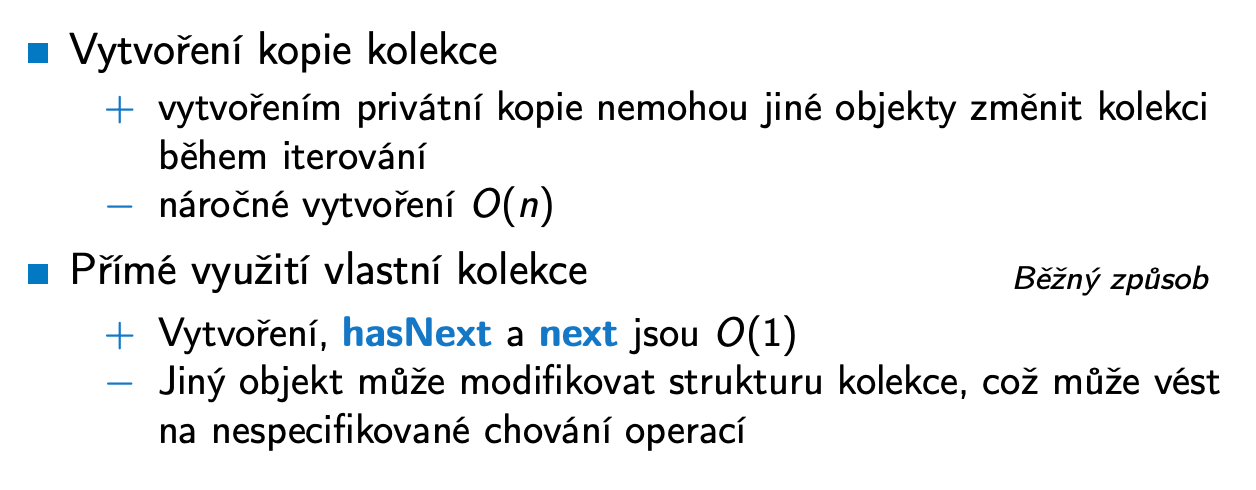 Vytvoření kopie kolekce
+ vytvořením privátní kopie nemohou jiné objekty změnit kolekci
během iterování
− náročné vytvoření O(n)
Přímé využití vlastní kolekce
Běžný způsob
+ Vytvoření, hasNext a next jsou O(1)
− Jiný objekt může modifikovat strukturu kolekce, což může vést
na nespecifikované chování operací